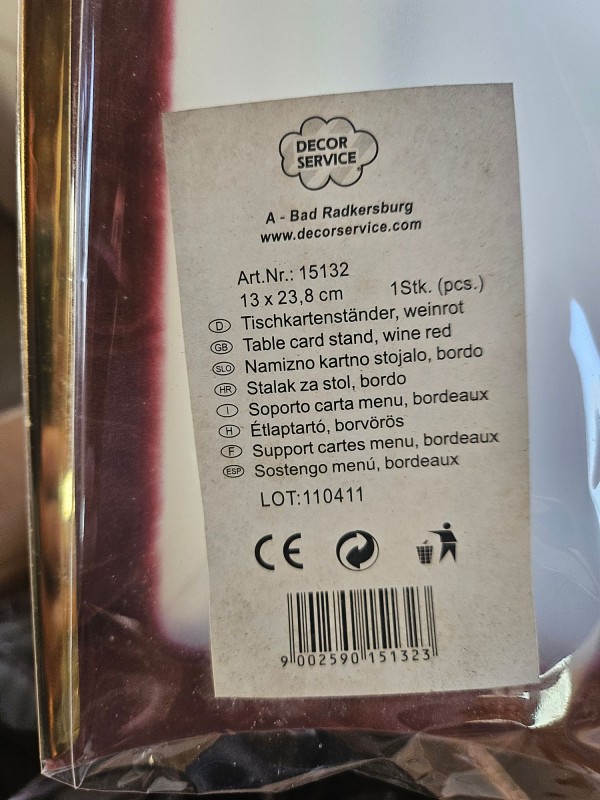 DECOR
SERVICE
A - Bad Radkersburg
www.decorservice.com
Art.Nr.: 15132
13 x 23,8 cm 1Stk. (pcs.)
D Tischkartenständer, weinrot
GB Table card stand, wine red
SLO Namizno kartno stojalo, bordo
HR Stalak za stol, bordo
I Soporto carta menu, bordeaux
H Étlaptartó, borvörös
F Support cartes menu, bordeaux
ESP Sostengo menú, bordeaux
LOT:110411
CE
9 002590 151323